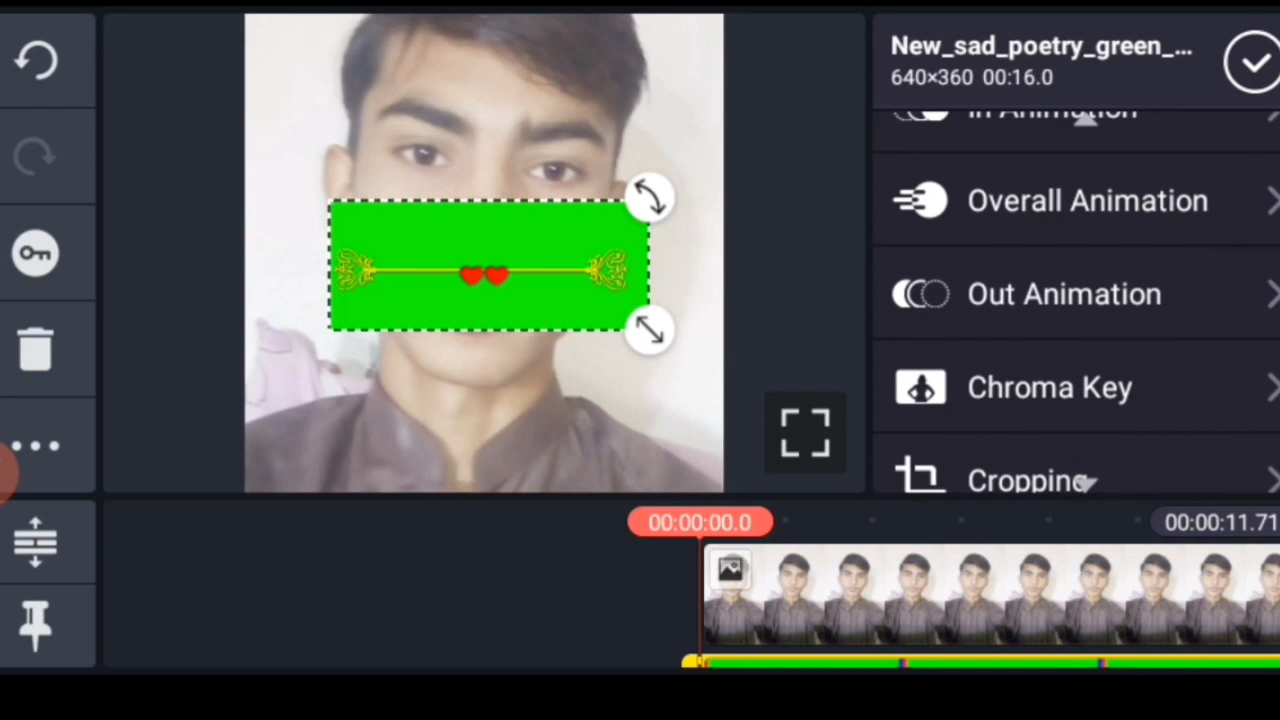 New_sad_poetry_green_...
640×360 00:16.0
In Animation
Overall Animation
Out Animation
Chroma Key
Cropping
00:00:00.0
00:00:11.71